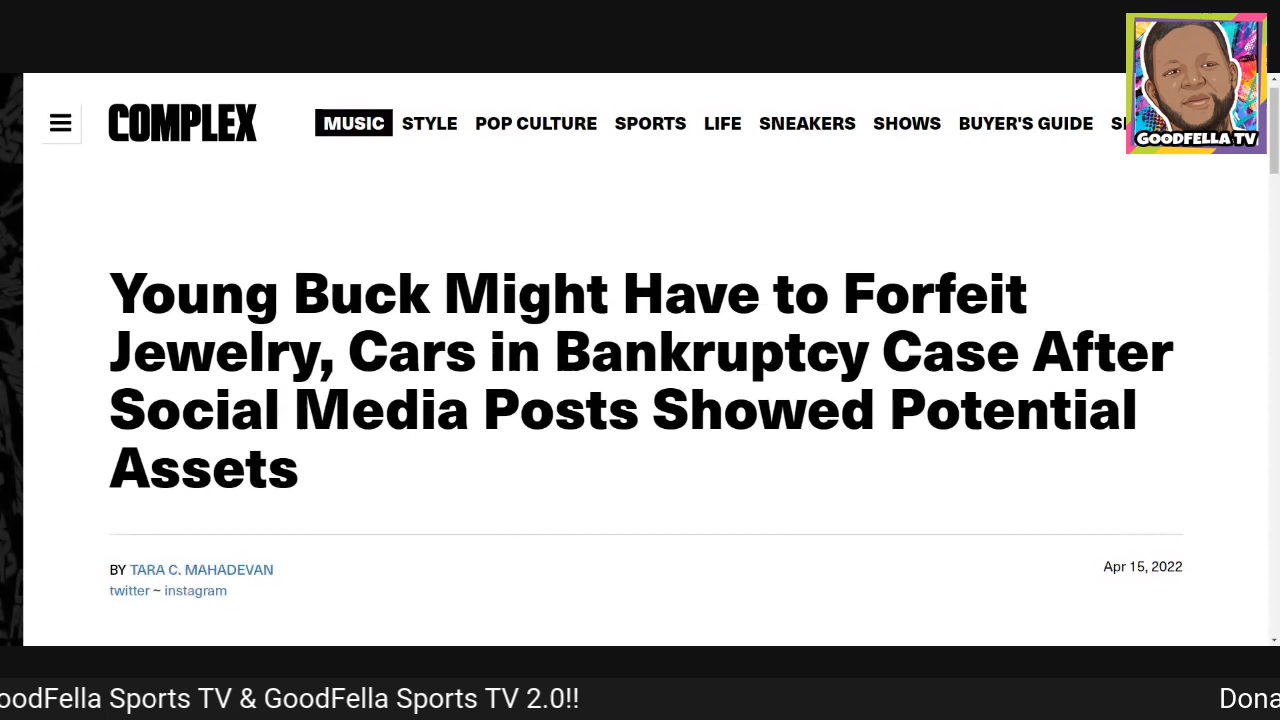 COMPLEX
MUSIC STYLE POP CULTURE SPORTS LIFE SNEAKERS SHOWS BUYER'S GUIDE
GOODFELLA TV
Young Buck Might Have to Forfeit
Jewelry, Cars in Bankruptcy Case After
Social Media Posts Showed Potential
Assets
BY TARA C. MAHADEVAN
Apr 15, 2022
twitter ~ instagram
oodFella Sports TV & GoodFella Sports TV 2.0!!
Dona